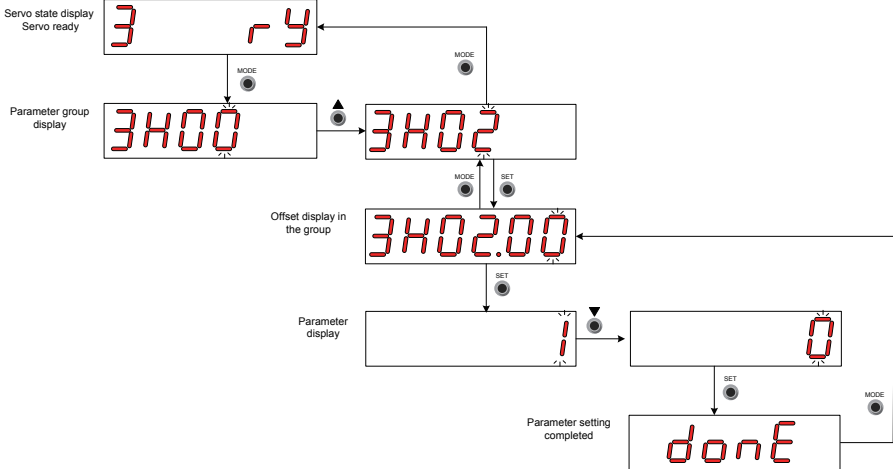 Servo state display
Servo ready
3 rY
MODE
MODE
Parameter group
display
3H00
3H02
MODE
SET
Offset display in
the group
3H02.00
SET
Parameter
display
1
0
SET
MODE
Parameter setting
completed
donE